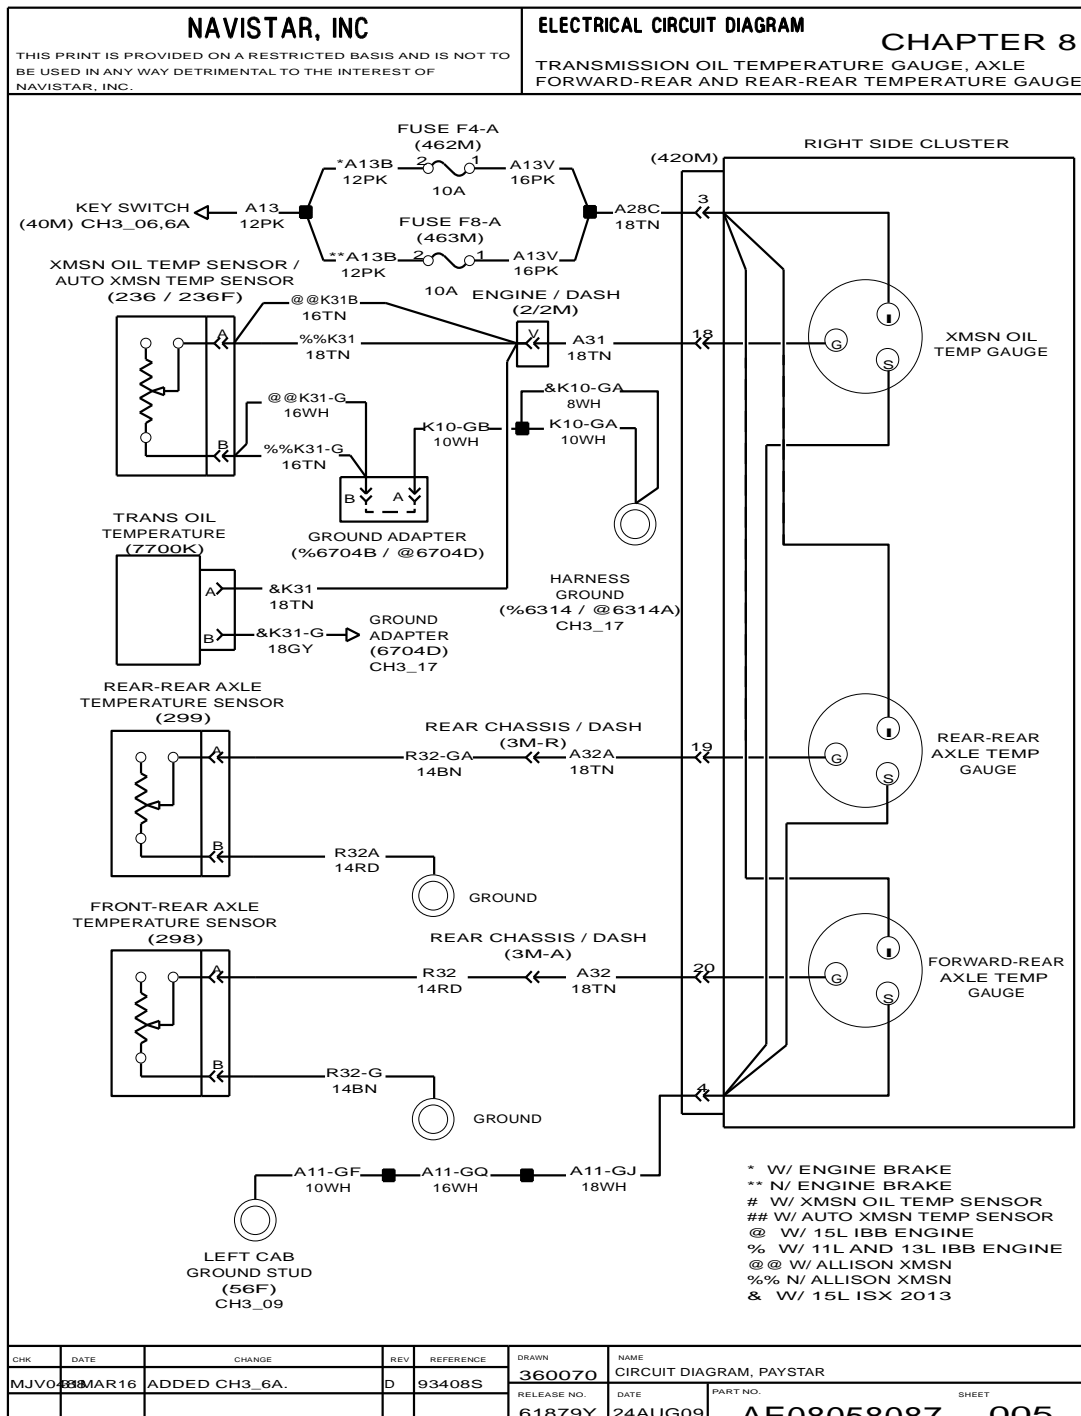 NAVISTAR, INC
THIS PRINT IS PROVIDED ON A RESTRICTED BASIS AND IS NOT TO
BE USED IN ANY WAY DETRIMENTAL TO THE INTEREST OF
NAVISTAR, INC.
ELECTRICAL CIRCUIT DIAGRAM
CHAPTER 8
TRANSMISSION OIL TEMPERATURE GAUGE, AXLE
FORWARD-REAR AND REAR-REAR TEMPERATURE GAUGE
FUSE F4-A
(462M)
*A13B
12PK
2
1
10A
A13V
16PK
KEY SWITCH
(40M) CH3_06,6A
A13
12PK
FUSE F8-A
(463M)
**A13B
12PK
2
1
10A
A13V
16PK
A28C
18TN
(420M)
3
RIGHT SIDE CLUSTER
XMSN OIL TEMP SENSOR /
AUTO XMSN TEMP SENSOR
(236 / 236F)
A
B
@@K31B
16TN
%%K31
18TN
ENGINE / DASH
(2/2M)
V
A31
18TN
18
G
I
S
XMSN OIL
TEMP GAUGE
@@K31-G
16WH
%%K31-G
16TN
K10-GB
10WH
&K10-GA
8WH
K10-GA
10WH
B
A
GROUND ADAPTER
(%6704B / @6704D)
TRANS OIL
TEMPERATURE
(7700K)
A
B
&K31
18TN
&K31-G
18GY
GROUND
ADAPTER
(6704D)
CH3_17
HARNESS
GROUND
(%6314 / @6314A)
CH3_17
REAR-REAR AXLE
TEMPERATURE SENSOR
(299)
A
B
R32-GA
14BN
REAR CHASSIS / DASH
(3M-R)
A32A
18TN
19
G
I
S
REAR-REAR
AXLE TEMP
GAUGE
R32A
14RD
GROUND
FRONT-REAR AXLE
TEMPERATURE SENSOR
(298)
A
B
R32
14RD
REAR CHASSIS / DASH
(3M-A)
A32
18TN
20
G
I
S
FORWARD-REAR
AXLE TEMP
GAUGE
R32-G
14BN
GROUND
4
A11-GF
10WH
A11-GQ
16WH
A11-GJ
18WH
LEFT CAB
GROUND STUD
(56F)
CH3_09
* W/ ENGINE BRAKE
** N/ ENGINE BRAKE
# W/ XMSN OIL TEMP SENSOR
## W/ AUTO XMSN TEMP SENSOR
@ W/ 15L IBB ENGINE
% W/ 11L AND 13L IBB ENGINE
@@ W/ ALLISON XMSN
%% N/ ALLISON XMSN
& W/ 15L ISX 2013
CHK DATE CHANGE REV REFERENCE
ADDED CH3_6A. D 93408S
DRAWN
360070
NAME
CIRCUIT DIAGRAM, PAYSTAR
RELEASE NO.
61879Y
DATE
24AUG09
PART NO.
AE08058087
SHEET
005